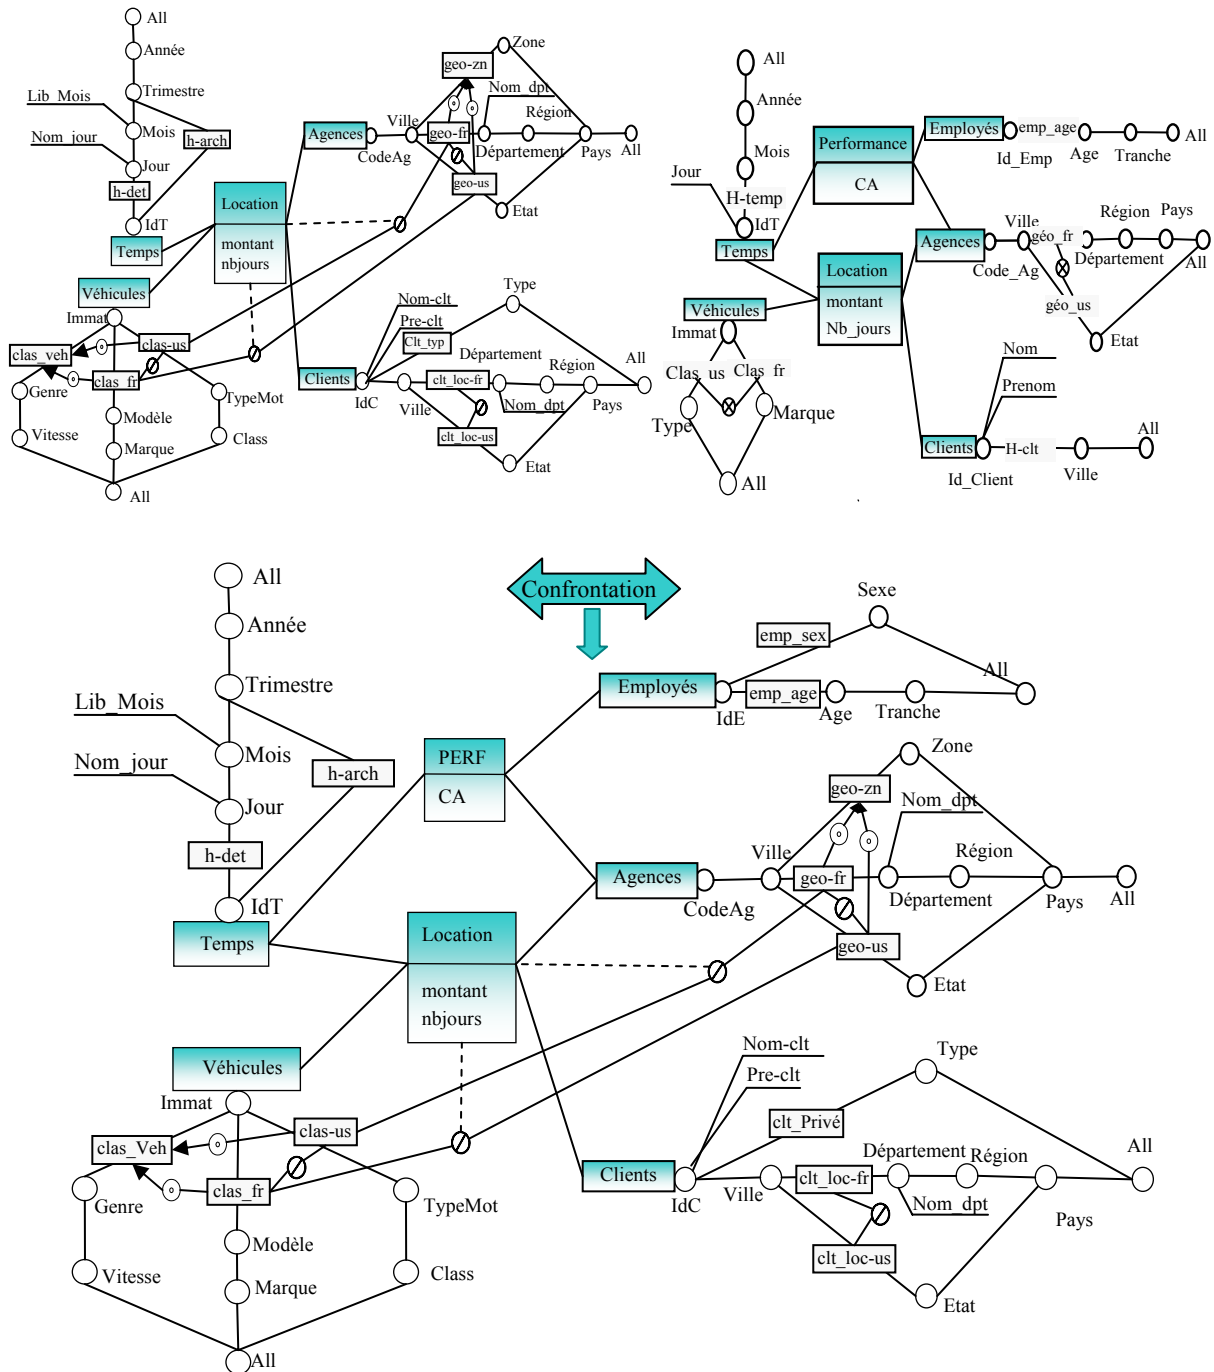 All
Année
Trimestre
Lib_Mois
Mois
h-arch
Nom_jour
Jour
h-det
IdT
Temps
Location
montant
nbjours
Véhicules
Immat
clas-us
clas_veh
clas_fr
Genre
TypeMot
Modèle
Vitesse
Class
Marque
All
Zone
geo-zn
Nom_dpt
Ville
Région
Agences
geo-fr
CodeAg
Département
Pays
All
geo-us
Etat
Nom-clt
Type
Pre-clt
Clt_typ
Département
Région
All
Clients
clt_loc-fr
IdC
Ville
Nom_dpt
Pays
clt_loc-us
Etat
All
Année
Mois
Jour
H-temp
IdT
Temps
Performance
CA
Employés
emp_age
All
Id_Emp
Age
Tranche
Location
montant
Nb_jours
Agences
Code_Ag
Ville
géo_fr
Région
Pays
Département
All
géo_us
Etat
Véhicules
Immat
Clas_us
Clas_fr
Type
Marque
All
Nom
Prenom
Clients
H-clt
All
Id_Client
Ville
Confrontation
All
Année
Trimestre
Lib_Mois
Mois
Nom_jour
h-arch
Jour
h-det
IdT
Temps
PERF
CA
Sexe
emp_sex
Employés
emp_age
All
IdE
Age
Tranche
Zone
geo-zn
Nom_dpt
Ville
Région
Agences
geo-fr
CodeAg
Département
Pays
All
geo-us
Etat
Location
montant
nbjours
Véhicules
Immat
clas-us
clas_Veh
clas_fr
Genre
TypeMot
Modèle
Vitesse
Class
Marque
All
Nom-clt
Type
Pre-clt
clt_Privé
Département
Région
All
Clients
clt_loc-fr
IdC
Ville
Nom_dpt
Pays
clt_loc-us
Etat